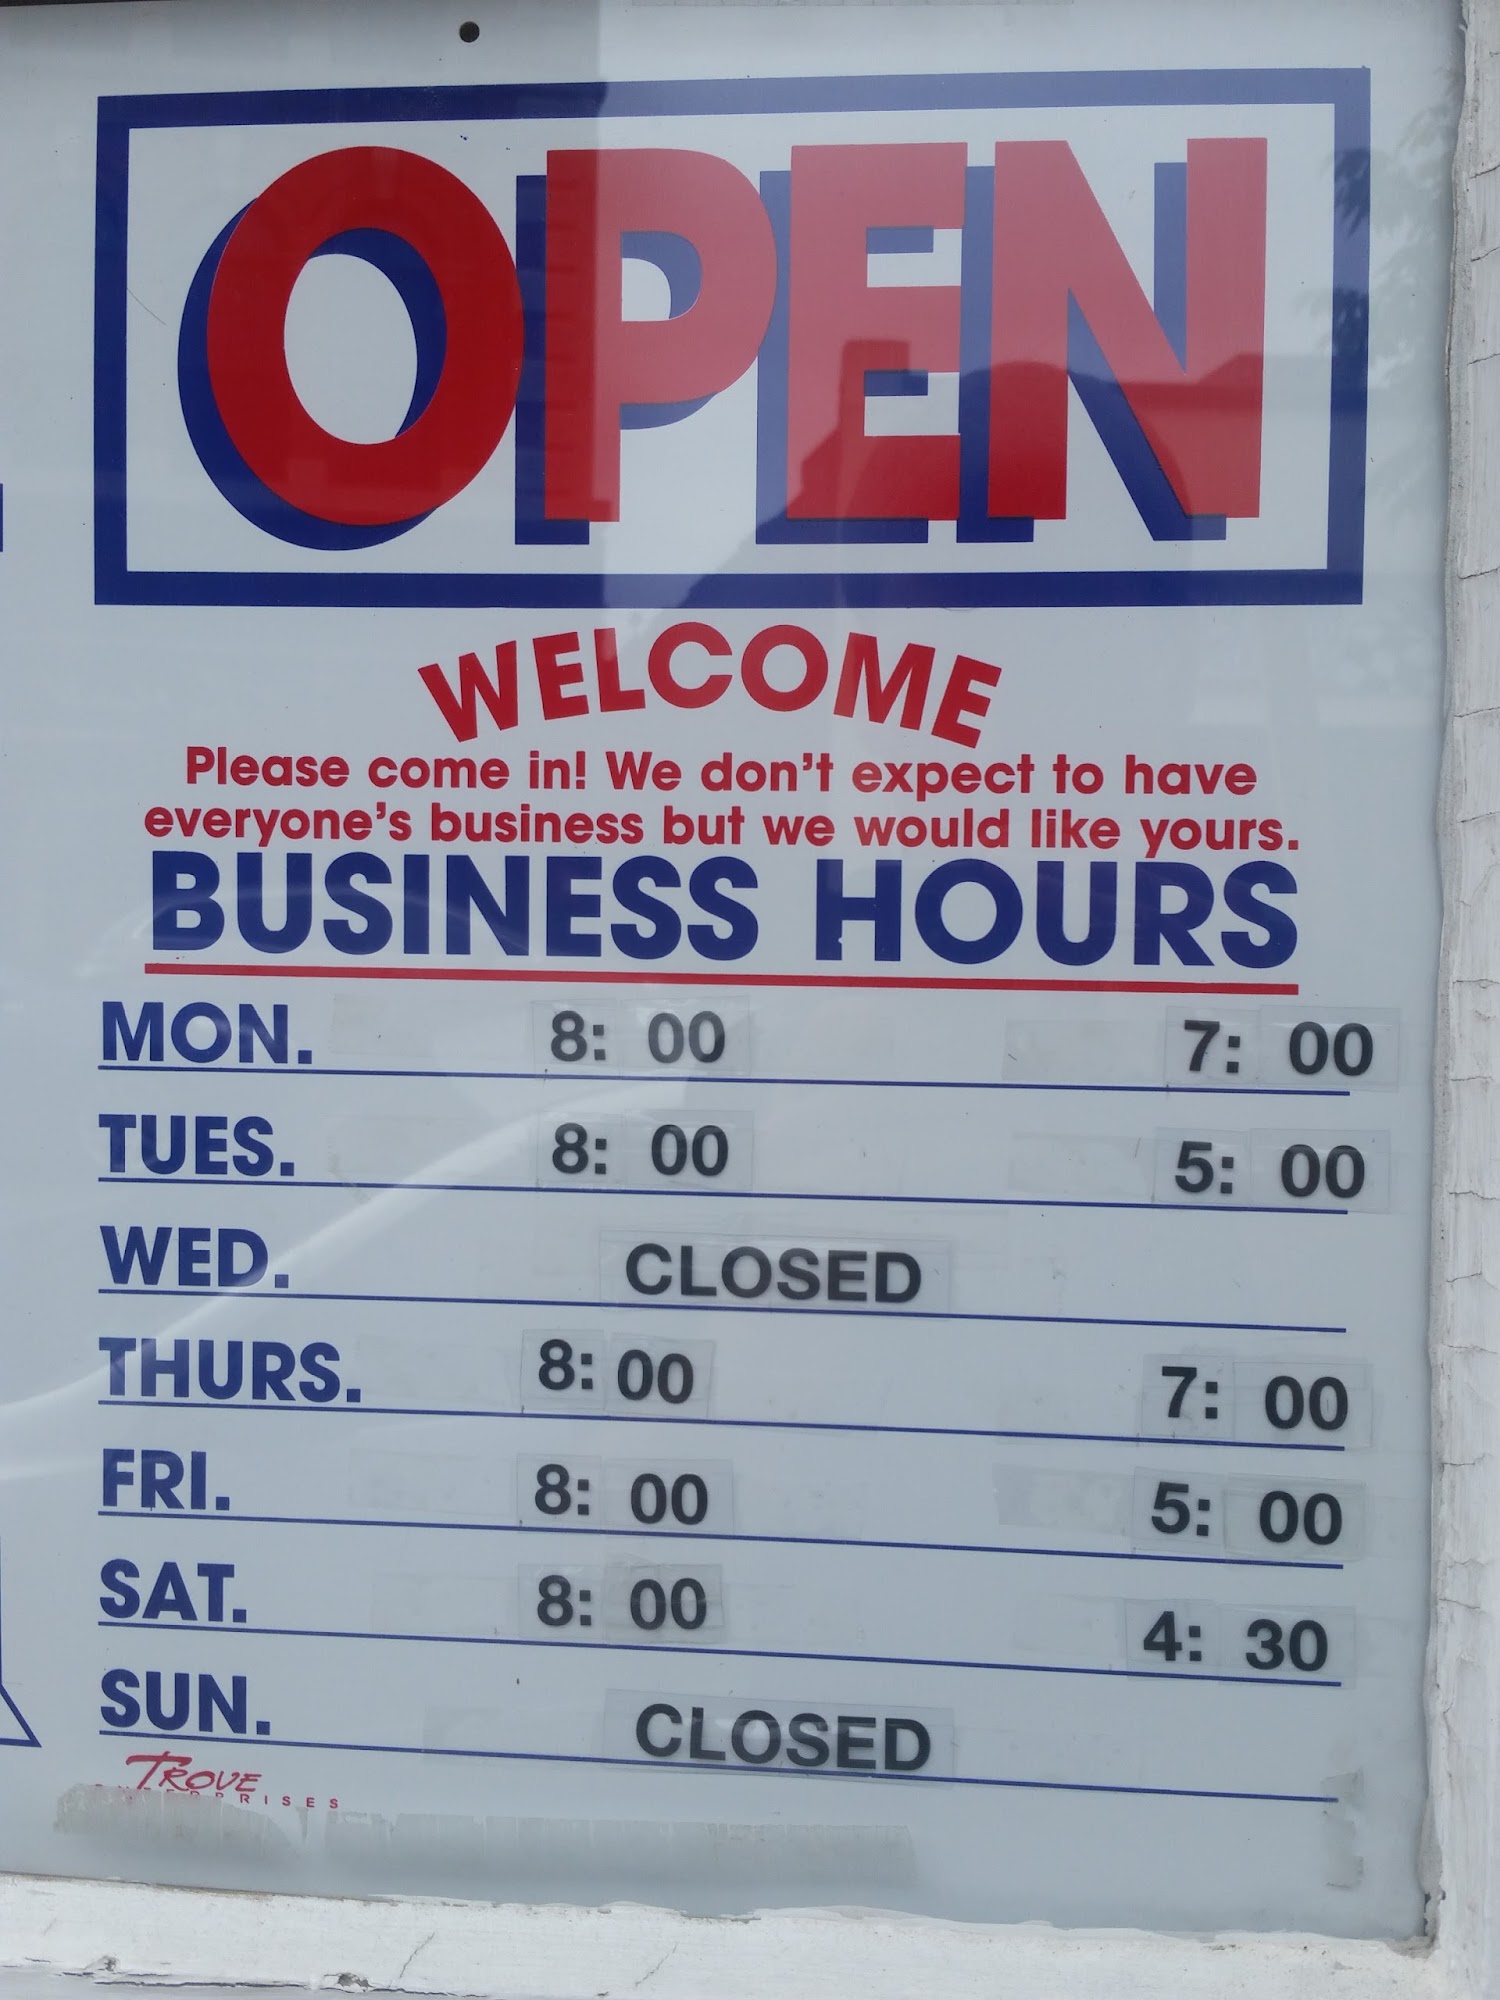 OPEN
WELCOME
Please come in! We don't expect to have
everyone's business but we would like yours.
BUSINESS HOURS
MON. 8: 00 7: 00
TUES. 8: 00 5: 00
WED. CLOSED
THURS. 8: 00 7: 00
FRI. 8: 00 5: 00
SAT. 8: 00 4: 30
SUN. CLOSED
TROVE
ENTERPRISES